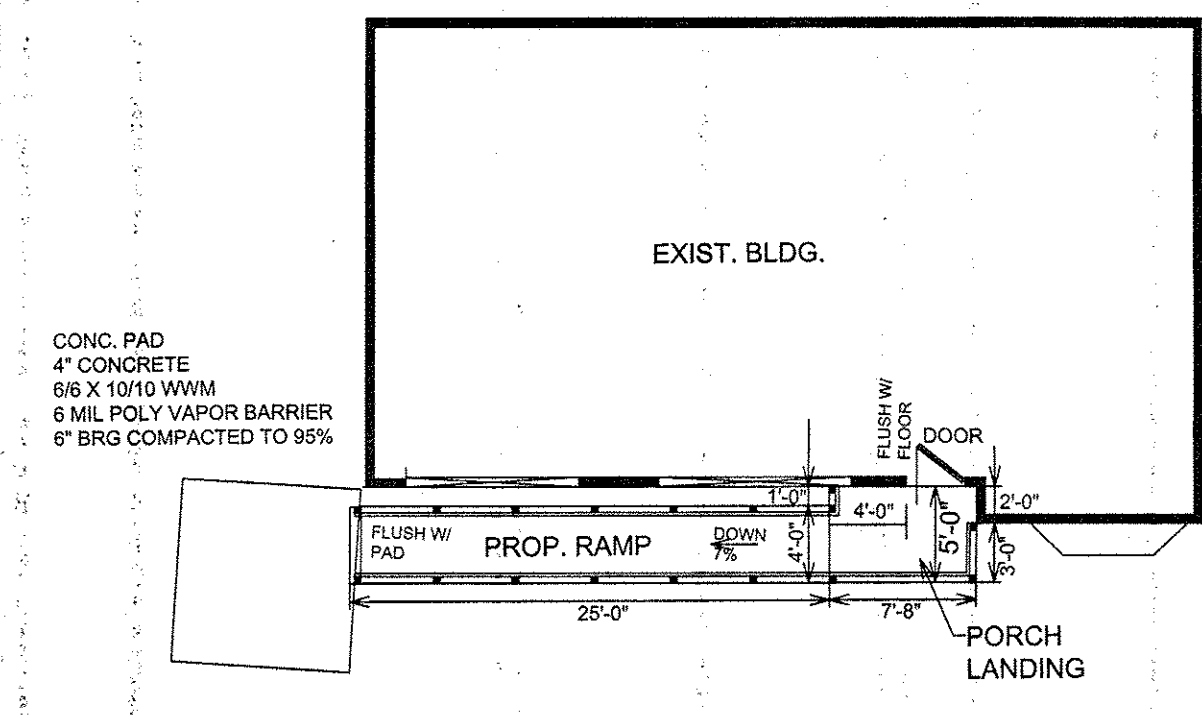 EXIST. BLDG.
CONC. PAD
4" CONCRETE
6/6 X 10/10 WWM
6 MIL POLY VAPOR BARRIER
6" BRG COMPACTED TO 95%
FLUSH W/
FLOOR
DOOR
1'-0"
4'-0"
5'-0"
2'-0"
FLUSH W/
PAD
PROP. RAMP
DOWN
7%
4'-0"
3'-0"
25'-0"
7'-8"
PORCH
LANDING